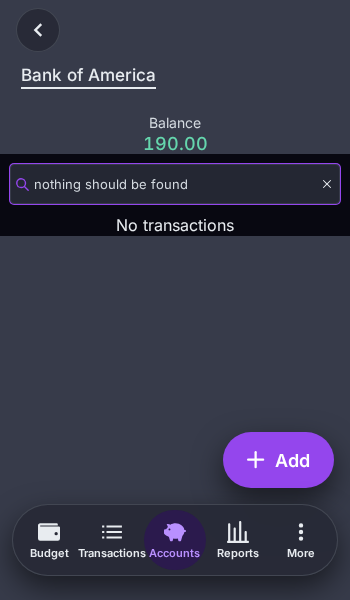 Bank of America
Balance
190.00
nothing should be found
No transactions
Add
Budget
Transactions
Accounts
Reports
More